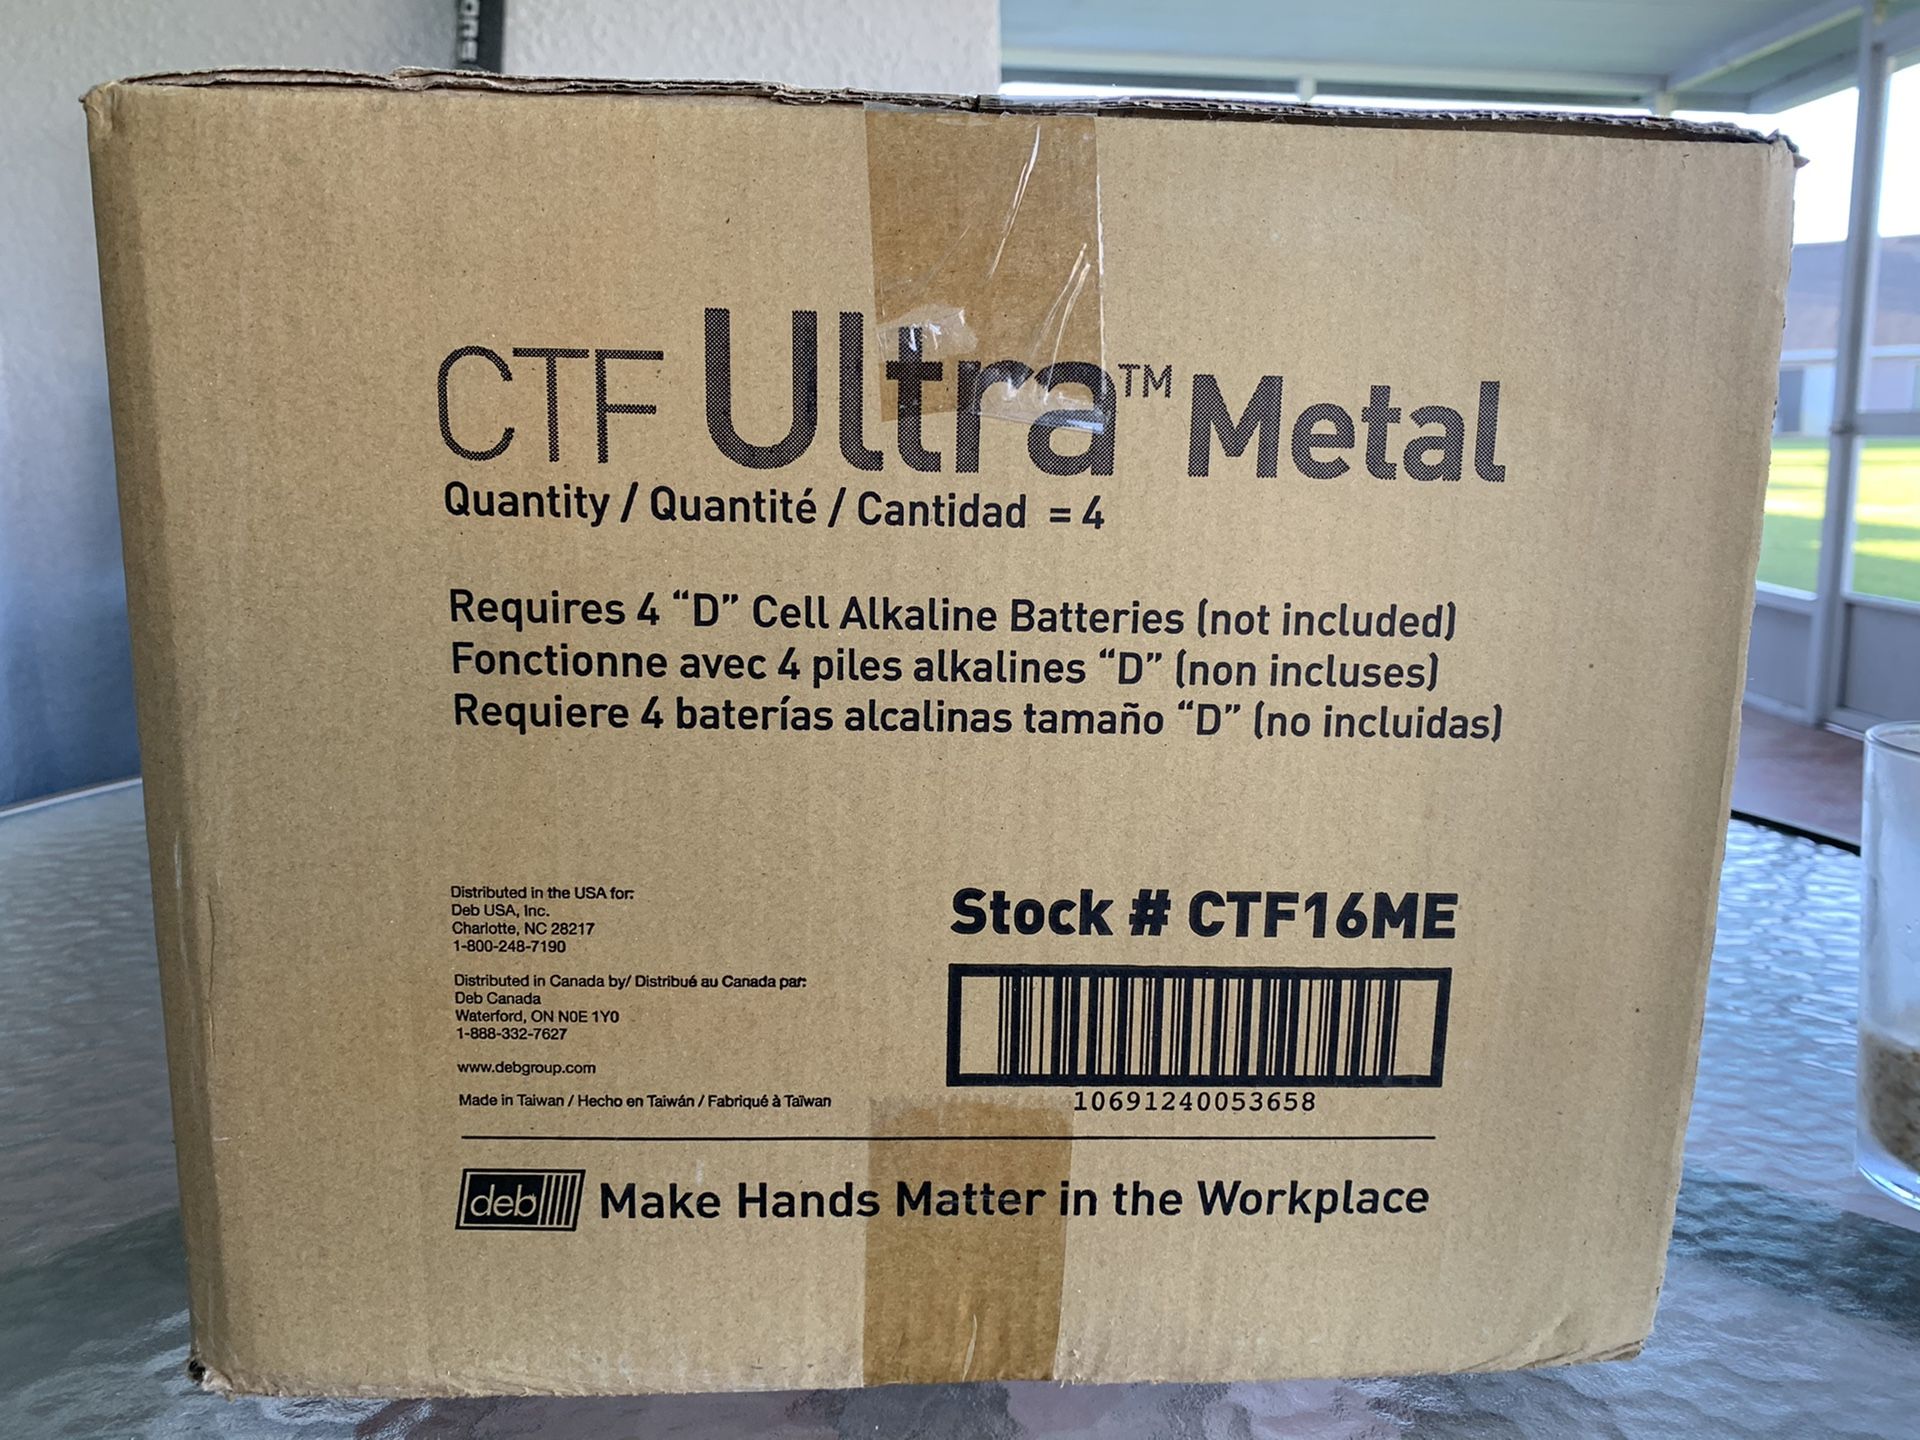 ons
CTF Ultra™ Metal
Quantity / Quantité / Cantidad = 4
Requires 4 “D” Cell Alkaline Batteries (not included)
Fonctionne avec 4 piles alkalines “D” (non incluses)
Requiere 4 baterías alcalinas tamaño “D” (no incluidas)
Distributed in the USA for:
Deb USA, Inc.
Charlotte, NC 28217
1-800-248-7190
Distributed in Canada by/ Distribué au Canada par:
Deb Canada
Waterford, ON N0E 1Y0
1-888-332-7627
www.debgroup.com
Made in Taiwan / Hecho en Taiwán / Fabriqué à Taïwan
Stock # CTF16ME
10691240053658
deb Make Hands Matter in the Workplace